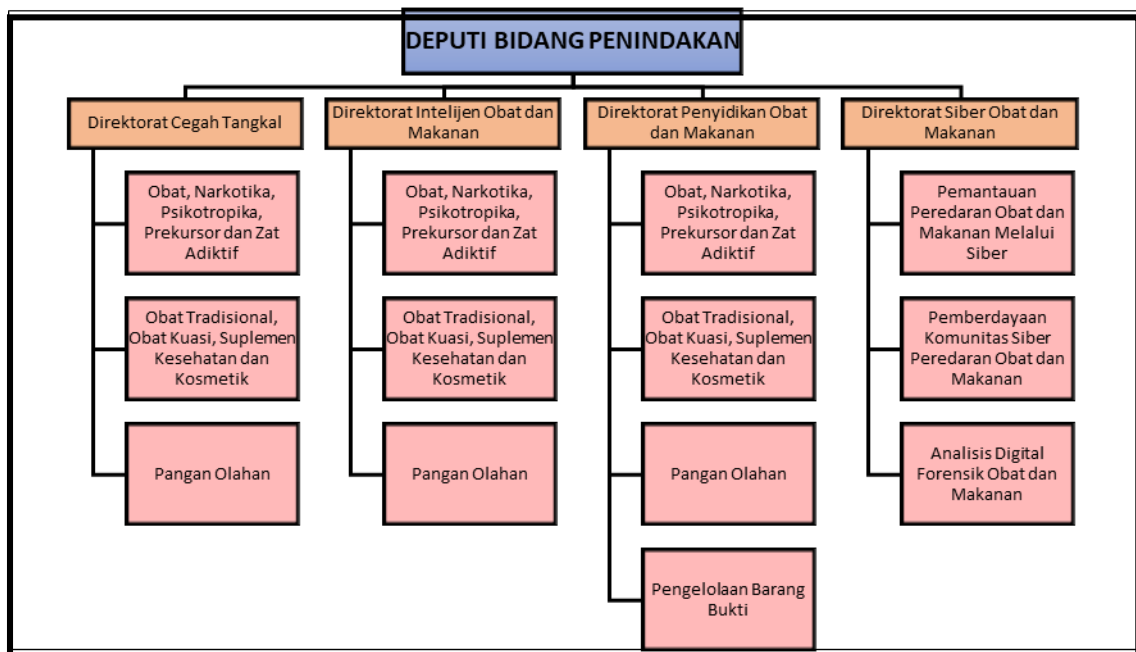 DEPUTI BIDANG PENINDAKAN
Direktorat Cegah Tangkal
Obat, Narkotika,
Psikotropika,
Prekursor dan Zat
Adiktif
Obat Tradisional,
Obat Kuasi, Suplemen
Kesehatan dan
Kosmetik
Pangan Olahan
Direktorat Intelijen Obat dan
Makanan
Obat, Narkotika,
Psikotropika,
Prekursor dan Zat
Adiktif
Obat Tradisional,
Obat Kuasi, Suplemen
Kesehatan dan
Kosmetik
Pangan Olahan
Direktorat Penyidikan Obat
dan Makanan
Obat, Narkotika,
Psikotropika,
Prekursor dan Zat
Adiktif
Obat Tradisional,
Obat Kuasi, Suplemen
Kesehatan dan
Kosmetik
Pangan Olahan
Pengelolaan Barang
Bukti
Direktorat Siber Obat dan
Makanan
Pemantauan
Peredaran Obat dan
Makanan Melalui
Siber
Pemberdayaan
Komunitas Siber
Peredaran Obat dan
Makanan
Analisis Digital
Forensik Obat dan
Makanan